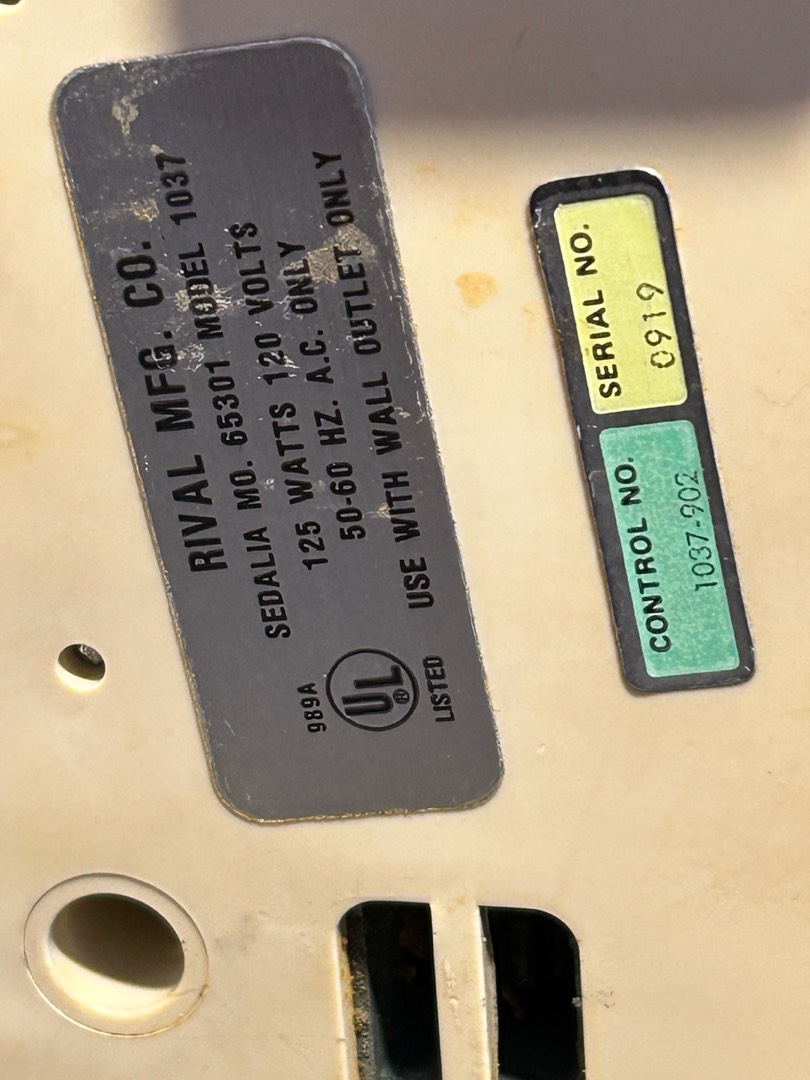 RIVAL MFG. CO.
SEDALIA MO. 65301 MODEL 1037
125 WATTS 120 VOLTS
50-60 HZ. A.C. ONLY
USE WITH WALL OUTLET ONLY
989A
UL®
LISTED
CONTROL NO.
1037-902
SERIAL NO.
0919